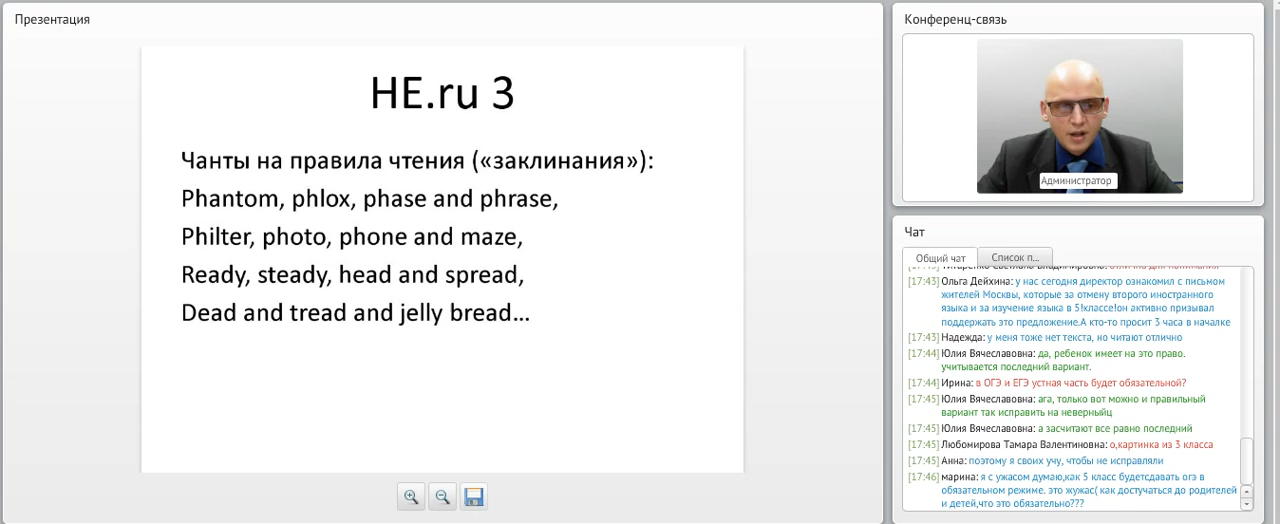 Презентация
HE.ru 3
Чанты на правила чтения («заклинания»):
Phantom, phlox, phase and phrase,
Philter, photo, phone and maze,
Ready, steady, head and spread,
Dead and tread and jelly bread...
Конференц-связь
Администратор
Чат
Общий чат
Список п...
[17:43] Ольга Дейхина: у нас сегодня директор ознакомил с письмом
жителей Москвы, которые за отмену второго иностранного
языка и за изучение языка в 5!классе!он активно призывал
поддержать это предложение.А кто-то просит 3 часа в началке
[17:43] Надежда: у меня тоже нет текста, но читают отлично
[17:44] Юлия Вячеславовна: да, ребенок имеет на это право.
учитывается последний вариант.
[17:44] Ирина: в ОГЭ и ЕГЭ устная часть будет обязательной?
[17:45] Юлия Вячеславовна: ага, только вот можно и правильный
вариант так исправить на неверныйц
[17:45] Юлия Вячеславовна: а засчитают все равно последний
[17:45] Любомирова Тамара Валентиновна: о,картинка из 3 класса
[17:45] Анна: поэтому я своих учу, чтобы не исправляли
[17:46] марина: я с ужасом думаю,как 5 класс будетсдавать огэ в
обязательном режиме. это жужас( как достучаться до родителей
и детей,что это обязательно???